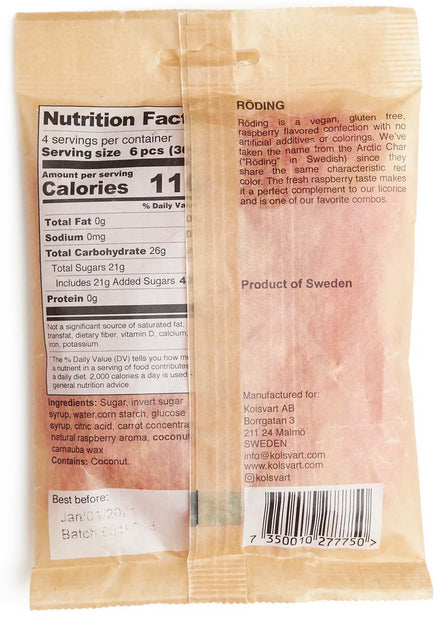 Nutrition Fact
4 servings per container
Serving size 6 pcs (30
Amount per serving
Calories 11
% Daily Va
Total Fat 0g
Sodium 0mg
Total Carbohydrate 26g
Total Sugars 21g
Includes 21g Added Sugars 4
Protein 0g
Not a significant source of saturated fat,
transfat, dietary fiber, vitamin D, calcium,
iron, potassium.
*The % Daily Value (DV) tells you how m
a nutrient in a serving of food contributes
a daily diet. 2,000 calories a day is used
general nutrition advice.
Ingredients: Sugar, invert sugar
syrup, water, corn starch, glucose
syrup, citric acid, carrot concentra
natural raspberry aroma, coconut
carnauba wax
Contains: Coconut.
Best before:
Jan/01/20
Batch
RÖDING
Röding is a vegan, gluten free,
raspberry flavored confection with no
artificial additives or colorings. We've
taken the name from the Arctic Char
("Röding" in Swedish) since they
share the same characteristic red
color. The fresh raspberry taste makes
it a perfect complement to our licorice
and is one of our favorite combos.
Product of Sweden
Manufactured for:
Kolsvart AB
Borrgatan 3
211 24 Malmö
SWEDEN
info@kolsvart.com
www.kolsvart.com
@kolsvart
7 350010 277750 >